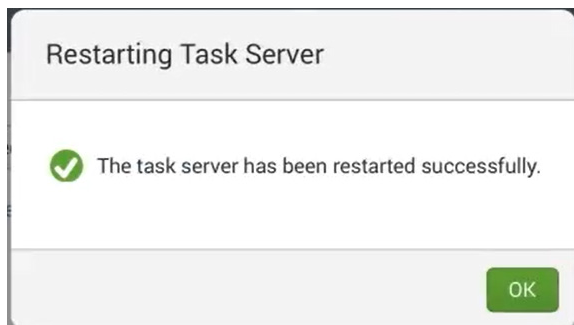 Restarting Task Server
The task server has been restarted successfully.
OK